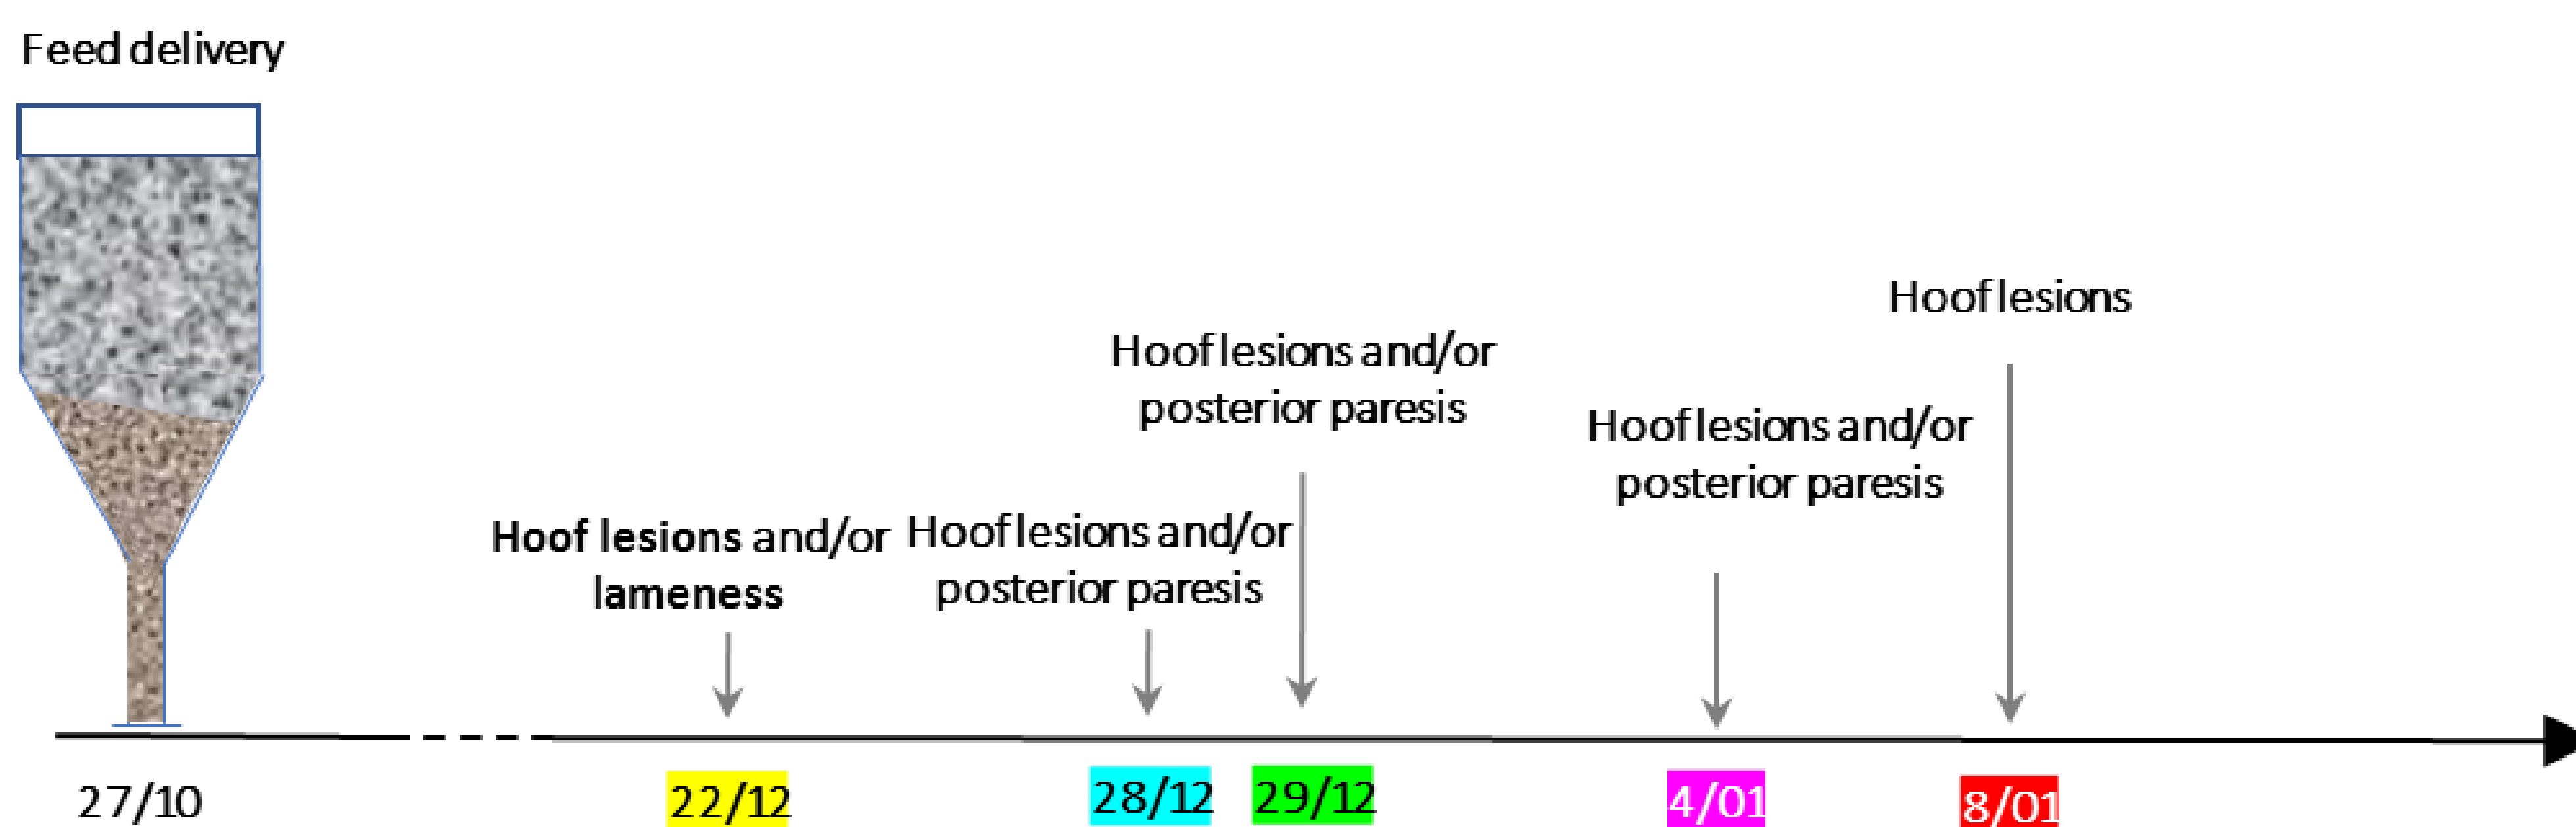 Feed delivery
Hoof lesions and/or
lameness
Hoof lesions and/or
posterior paresis
Hoof lesions and/or
posterior paresis
Hoof lesions and/or
posterior paresis
Hoof lesions
27/10
22/12
28/12
29/12
4/01
8/01